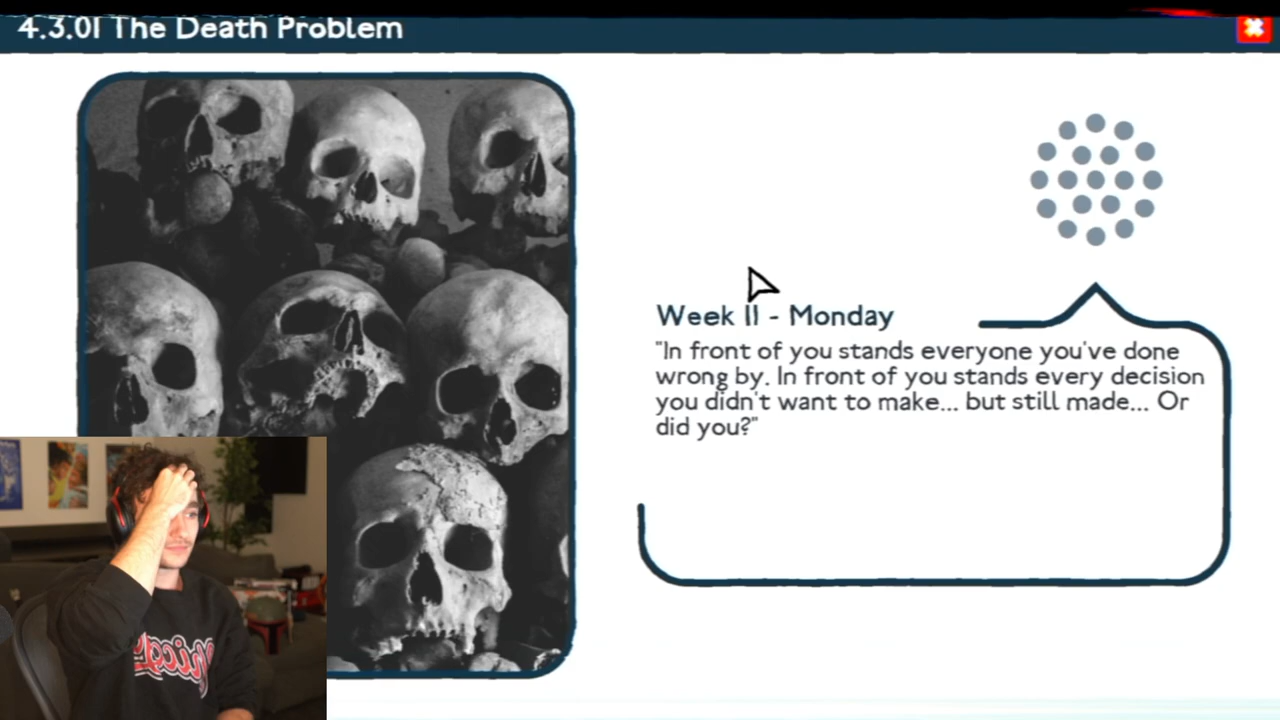 4.3.01 The Death Problem
Week 11 - Monday
"In front of you stands everyone you've done
wrong by. In front of you stands every decision
you didn't want to make... but still made... Or
did you?"